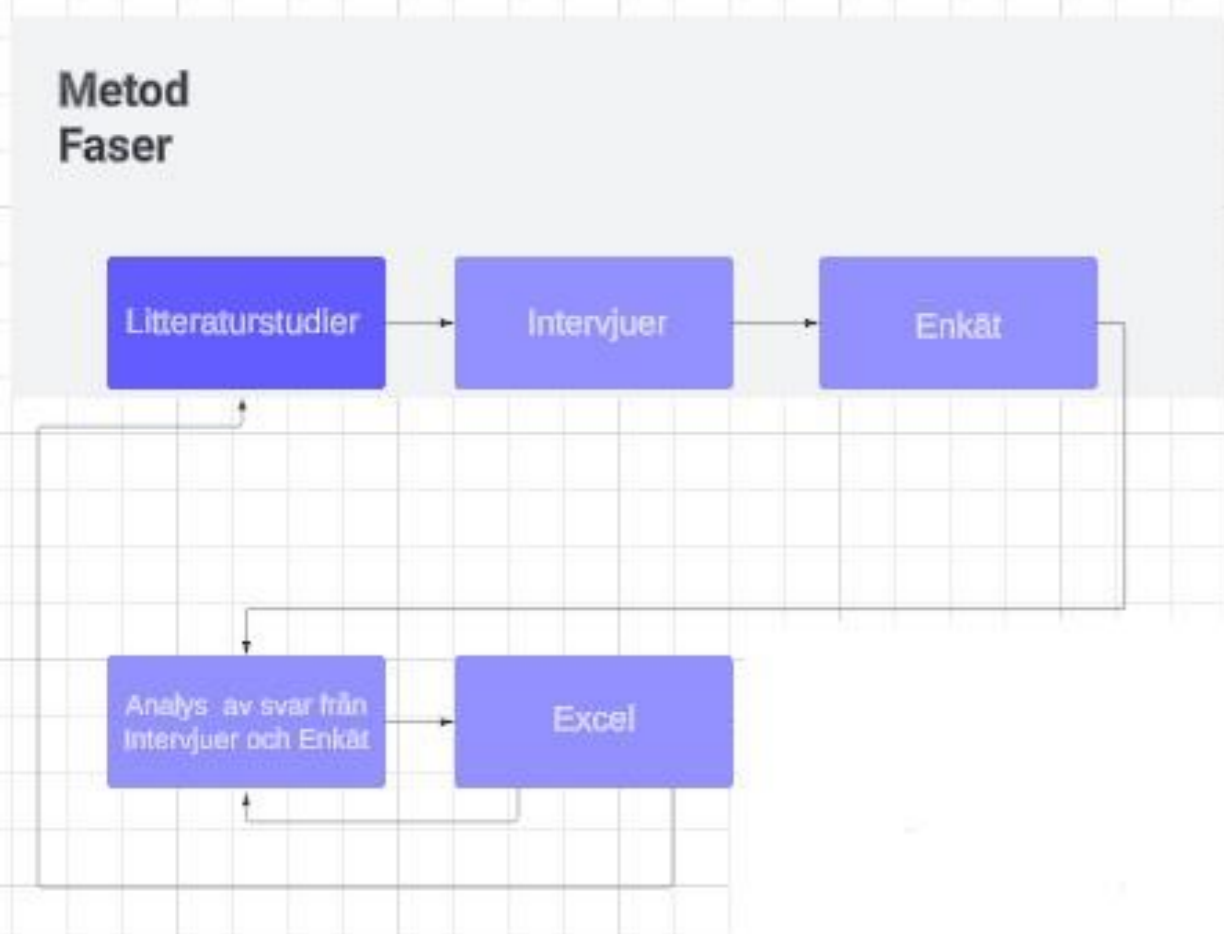 Metod
Faser
Litteraturstudier
Intervjuer
Enkät
Analys av svar från
Intervjuer och Enkät
Excel